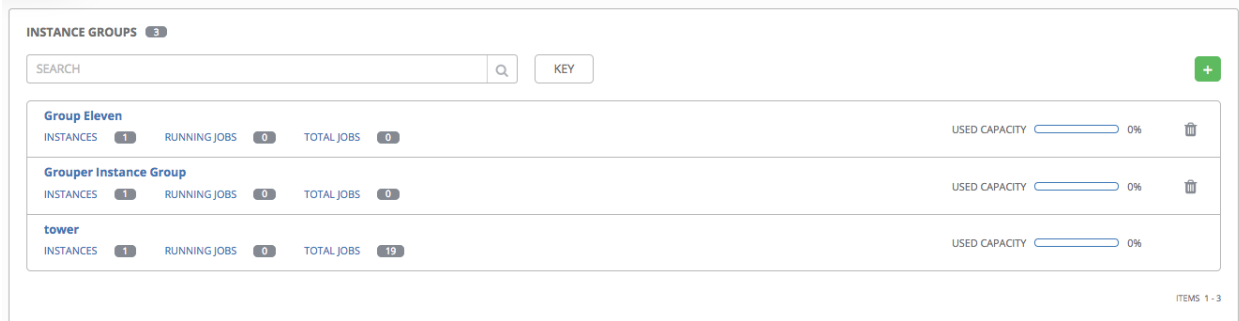 INSTANCE GROUPS 3
SEARCH KEY +
Group Eleven
INSTANCES 1 RUNNING JOBS 0 TOTAL JOBS 0 USED CAPACITY 0%
Grouper Instance Group
INSTANCES 1 RUNNING JOBS 0 TOTAL JOBS 0 USED CAPACITY 0%
tower
INSTANCES 1 RUNNING JOBS 0 TOTAL JOBS 19 USED CAPACITY 0%
ITEMS 1 - 3